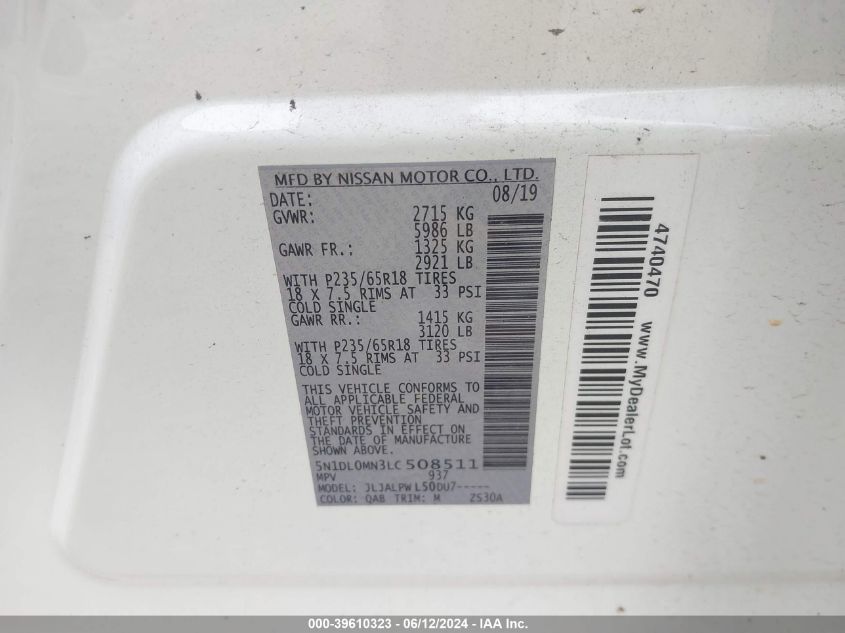 MFD BY NISSAN MOTOR CO., LTD.
DATE: 08/19
GVWR: 2715 KG
5986 LB
GAWR FR.: 1325 KG
2921 LB
WITH P235/65R18 TIRES
18 X 7.5 RIMS AT 33 PSI
COLD SINGLE
GAWR RR.: 1415 KG
3120 LB
WITH P235/65R18 TIRES
18 X 7.5 RIMS AT 33 PSI
COLD SINGLE
THIS VEHICLE CONFORMS TO
ALL APPLICABLE FEDERAL
MOTOR VEHICLE SAFETY AND
THEFT PREVENTION
STANDARDS IN EFFECT ON
THE DATE OF MANUFACTURE
SHOWN ABOVE.
5N1DL0MN3LC508511
MPV 937
MODEL: JLJALPWL50DU7-----
COLOR: QAB TRIM: M ZS30A
4740470 www.MyDealerLot.com
000-39610323 - 06/12/2024 - IAA Inc.